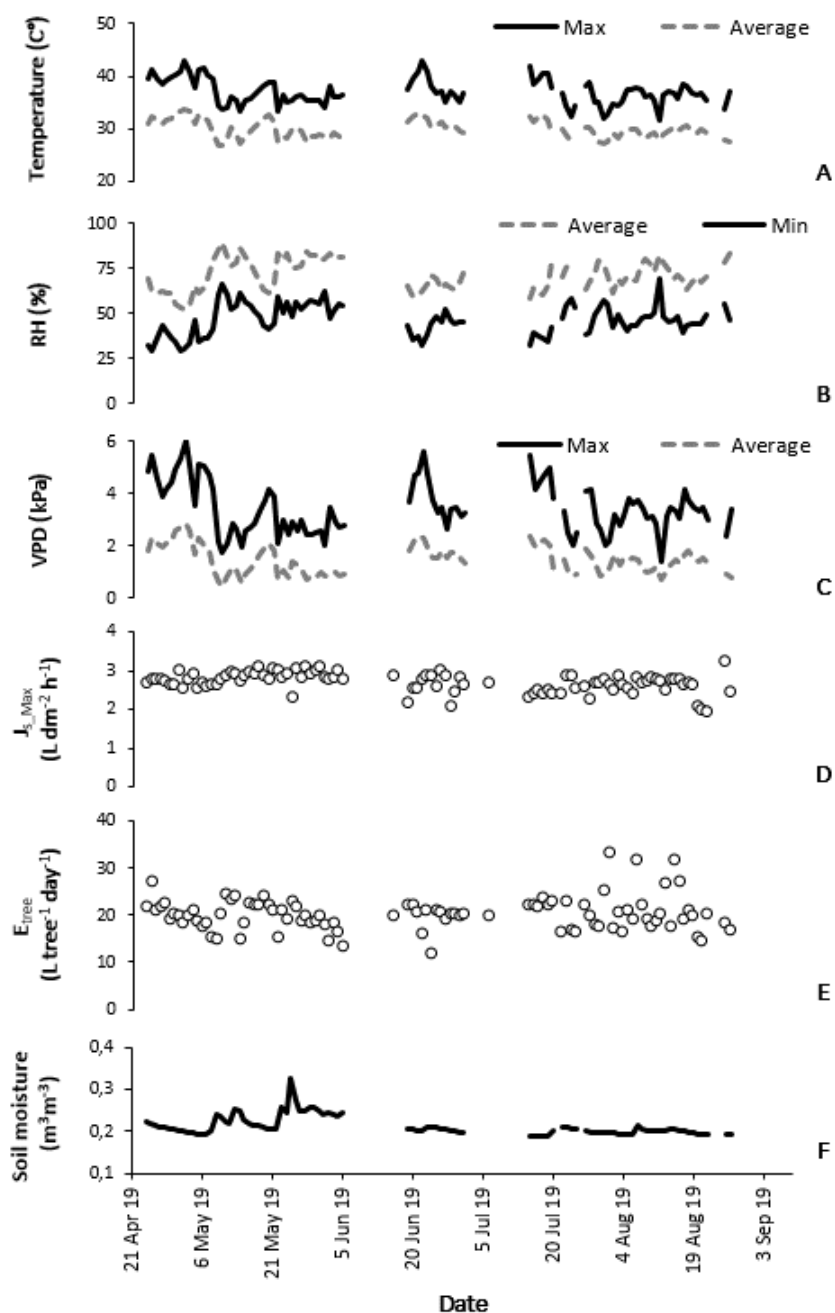 50
40
30
20
Temperature (C°)
Max
Average
A
100
75
50
25
0
RH (%)
Average
Min
B
6
4
2
0
VPD (kPa)
Max
Average
C
4
3
2
1
0
Js_Max
(L dm-2 h-1)
D
40
30
20
10
0
Etree
(L tree-1 day-1)
E
0,4
0,3
0,2
0,1
Soil moisture
(m3m-3)
F
21 Apr 19
6 May 19
21 May 19
5 Jun 19
20 Jun 19
5 Jul 19
20 Jul 19
4 Aug 19
19 Aug 19
3 Sep 19
Date